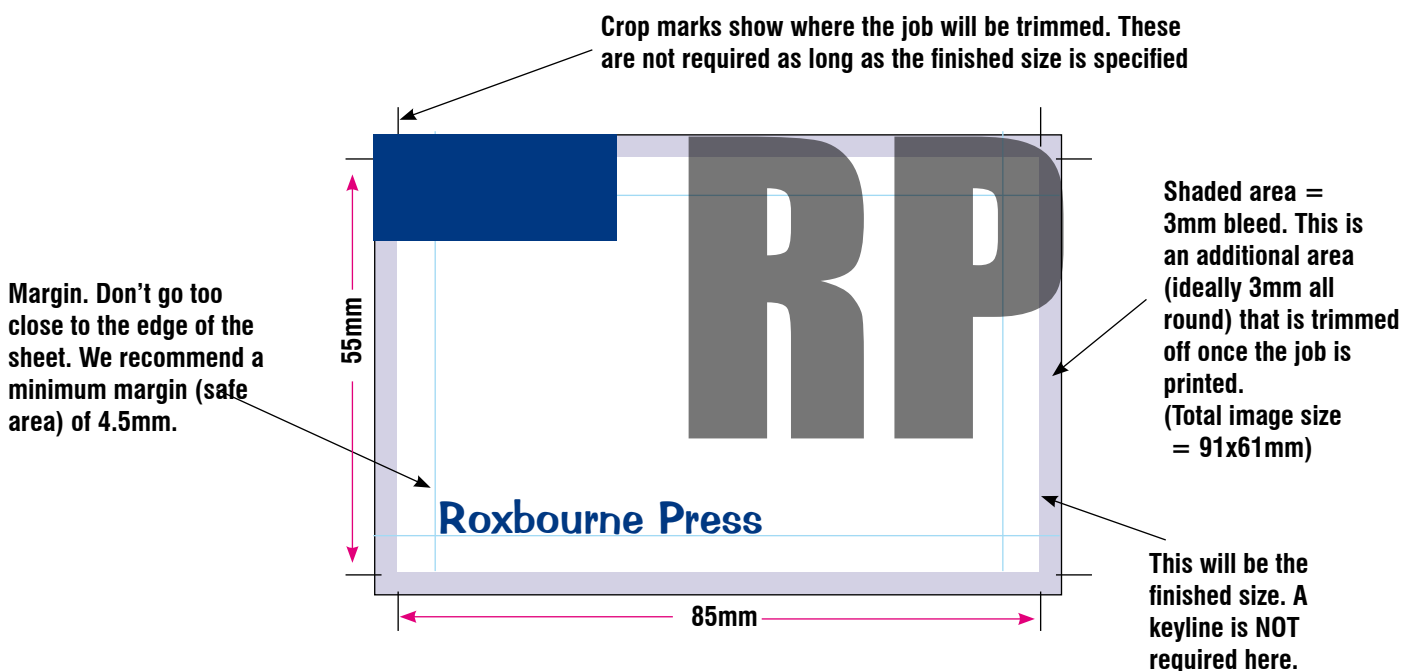 Crop marks show where the job will be trimmed. These
are not required as long as the finished size is specified
RP
Shaded area =
3mm bleed. This is
an additional area
(ideally 3mm all
round) that is trimmed
off once the job is
printed.
(Total image size
= 91x61mm)
Margin. Don’t go too
close to the edge of the
sheet. We recommend a
minimum margin (safe
area) of 4.5mm.
55mm
Roxbourne Press
85mm
This will be the
finished size. A
keyline is NOT
required here.